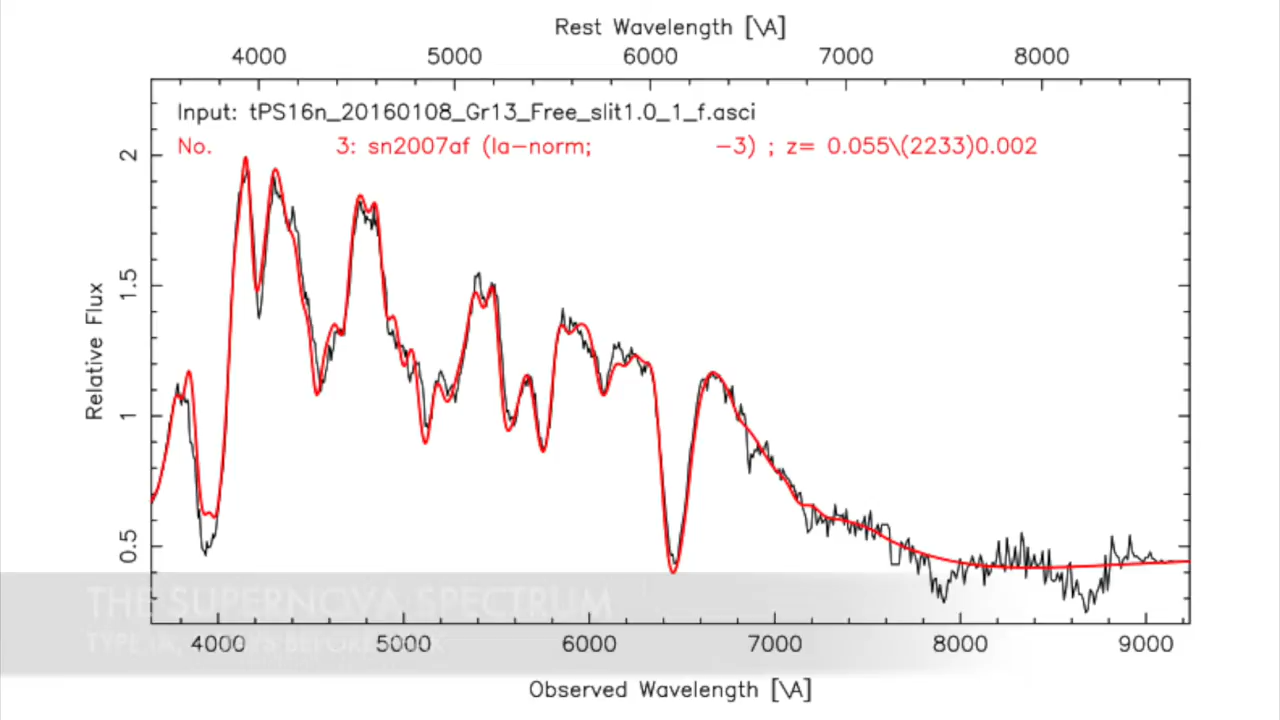 Rest Wavelength [\A]
4000 5000 6000 7000 8000
Input: tPS16n_20160108_Gr13_Free_slit1.0_1_f.asci
No. 3: sn2007af (Ia-norm; -3) ; z= 0.055\(2233)0.002
2
1.5
1
0.5
Relative Flux
THE SUPERNOVA SPECTRUM
TYPE IA,
4000 5000 6000 7000 8000 9000
Observed Wavelength [\A]